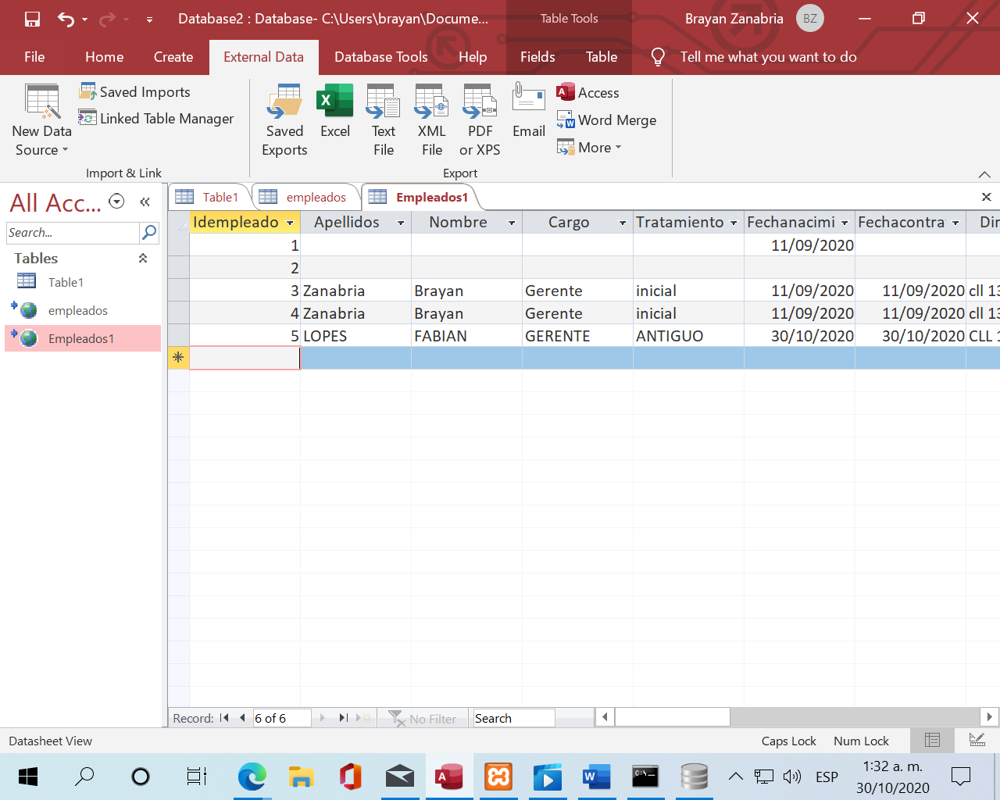 Database2 : Database- C:\Users\brayan\Docume...
Table Tools
Brayan Zanabria
BZ
File
Home
Create
External Data
Database Tools
Help
Fields
Table
Tell me what you want to do
New Data Source
Saved Imports
Linked Table Manager
Import & Link
Saved Exports
Excel
Text File
XML File
PDF or XPS
Email
Access
Word Merge
More
Export
All Acc...
Search...
Tables
Table1
empleados
Empleados1
Table1
empleados
Empleados1
Idempleado Apellidos Nombre Cargo Tratamiento Fechanacimi Fechacontra Dir
1 11/09/2020
2
3 Zanabria Brayan Gerente inicial 11/09/2020 11/09/2020 cll 13
4 Zanabria Brayan Gerente inicial 11/09/2020 11/09/2020 cll 13
5 LOPES FABIAN GERENTE ANTIGUO 30/10/2020 30/10/2020 CLL 1
Record: 6 of 6 No Filter Search
Datasheet View
Caps Lock Num Lock
ESP
1:32 a. m.
30/10/2020